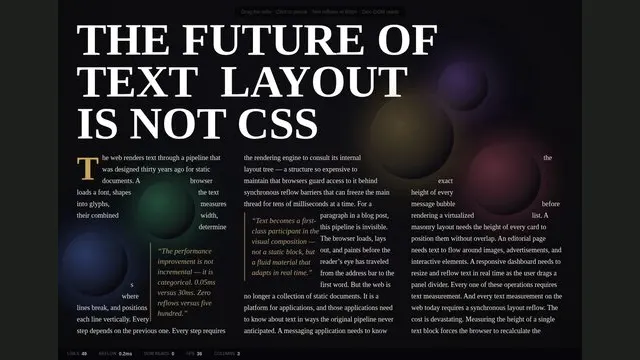 THE FUTURE OF
TEXT LAYOUT
IS NOT CSS
The web renders text through a pipeline that
was designed thirty years ago for static
documents. A browser
loads a font, shapes the text
into glyphs, measures
their combined width,
determine
"The performance
improvement is not
incremental — it is
categorical. 0.05ms
versus 30ms. Zero
reflows versus five
hundred."
s
where
lines break, and positions
each line vertically. Every
step depends on the previous one. Every step requires
the rendering engine to consult its internal
layout tree — a structure so expensive to
maintain that browsers guard access to it behind
synchronous reflow barriers that can freeze the main
thread for tens of milliseconds at a time. For a
"Text becomes a first-
class participant in the
visual composition —
not a static block, but
a fluid material that
adapts in real time."
paragraph in a blog post,
this pipeline is invisible.
The browser loads, lays
out, and paints before the
reader's eye has traveled
from the address bar to the
first word. But the web is
no longer a collection of static documents. It is a
platform for applications, and those applications need
to know about text in ways the original pipeline never
anticipated. A messaging application needs to know
the
exact
height of every
message bubble before
rendering a virtualized list. A
masonry layout needs the height of every card to
position them without overlap. An editorial page
needs text to flow around images, advertisements, and
interactive elements. A responsive dashboard needs to
resize and reflow text in real time as the user drags a
panel divider. Every one of these operations requires
text measurement. And every text measurement on the
web today requires a synchronous layout reflow. The
cost is devastating. Measuring the height of a single
text block forces the browser to recalculate the
0.2ms
COLUMNS 3